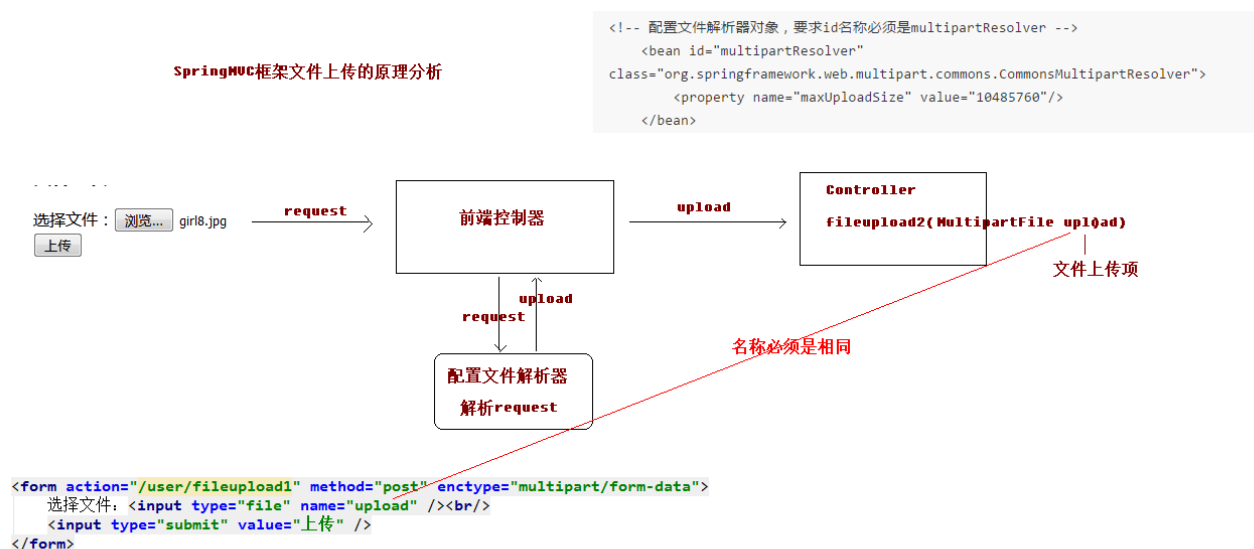 SpringMVC框架文件上传的原理分析
<!-- 配置文件解析器对象，要求id名称必须是multipartResolver -->
<bean id="multipartResolver"
class="org.springframework.web.multipart.commons.CommonsMultipartResolver">
<property name="maxUploadSize" value="10485760"/>
</bean>
选择文件： 浏览... girl8.jpg
上传
request
前端控制器
upload
Controller
fileupload2(MultipartFile upload)
文件上传项
upload
request
名称必须是相同
配置文件解析器
解析request
<form action="/user/fileupload1" method="post" enctype="multipart/form-data">
选择文件：<input type="file" name="upload" /><br/>
<input type="submit" value="上传" />
</form>